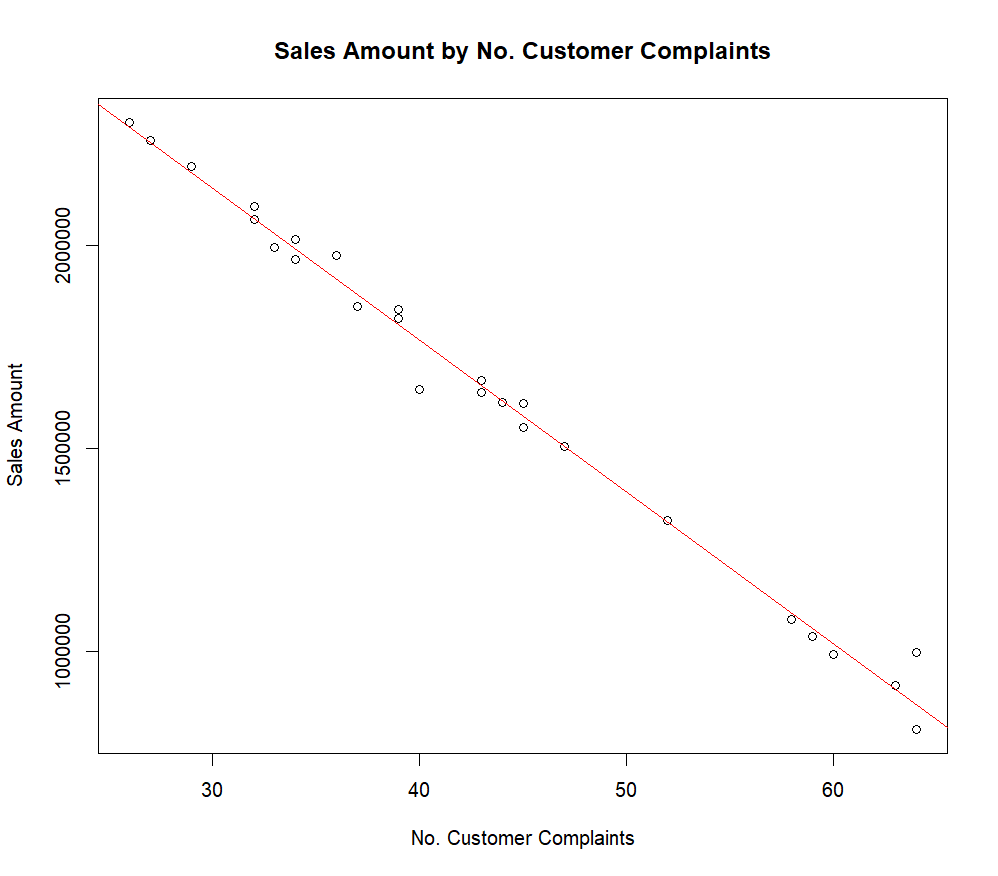 Sales Amount by No. Customer Complaints
Sales Amount
2000000
1500000
1000000
30 40 50 60
No. Customer Complaints